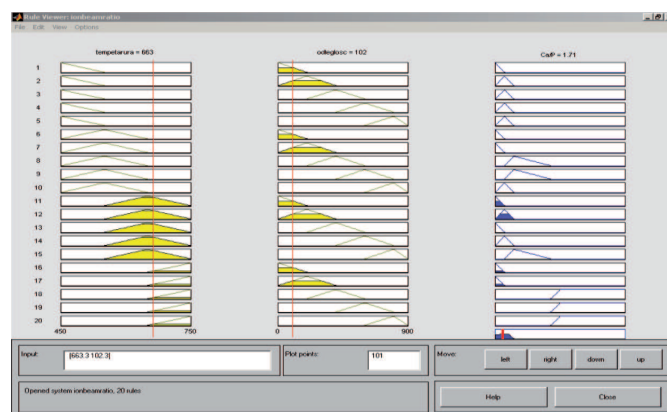 Rule Viewer: ionbeamratio
File Edit View Options
tempetarura = 663
odleglosc = 102
Ca/P = 1.71
1
2
3
4
5
6
7
8
9
10
11
12
13
14
15
16
17
18
19
20
450 750
0 900
Input: [663.3 102.3]
Plot points: 101
Move: left right down up
Opened system ionbeamratio, 20 rules
Help Close